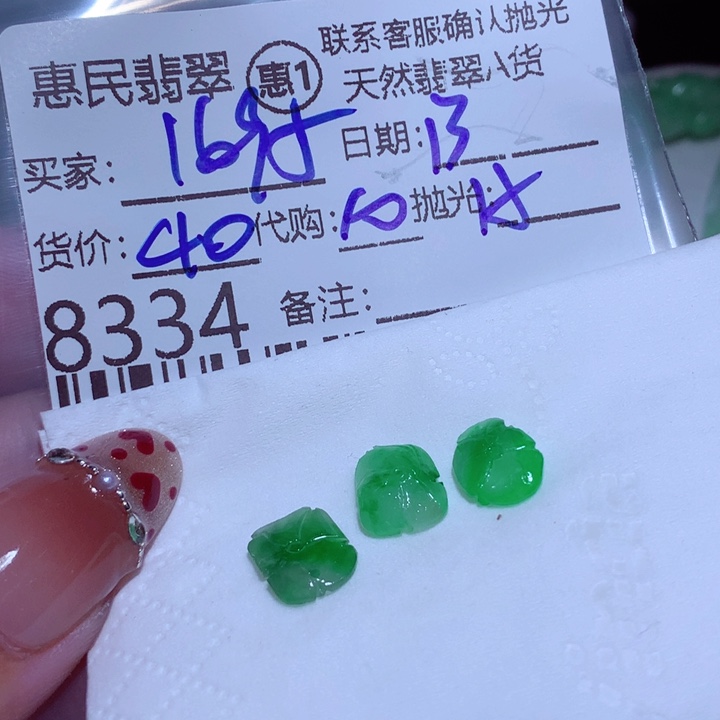 惠民翡翠 惠1 联系客服确认抛光
天然翡翠A货
买家: 日期:13
货价:40 代购:10 抛光:
8334 备注: